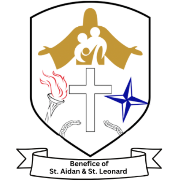 Benefice of
St. Aidan & St. Leonard